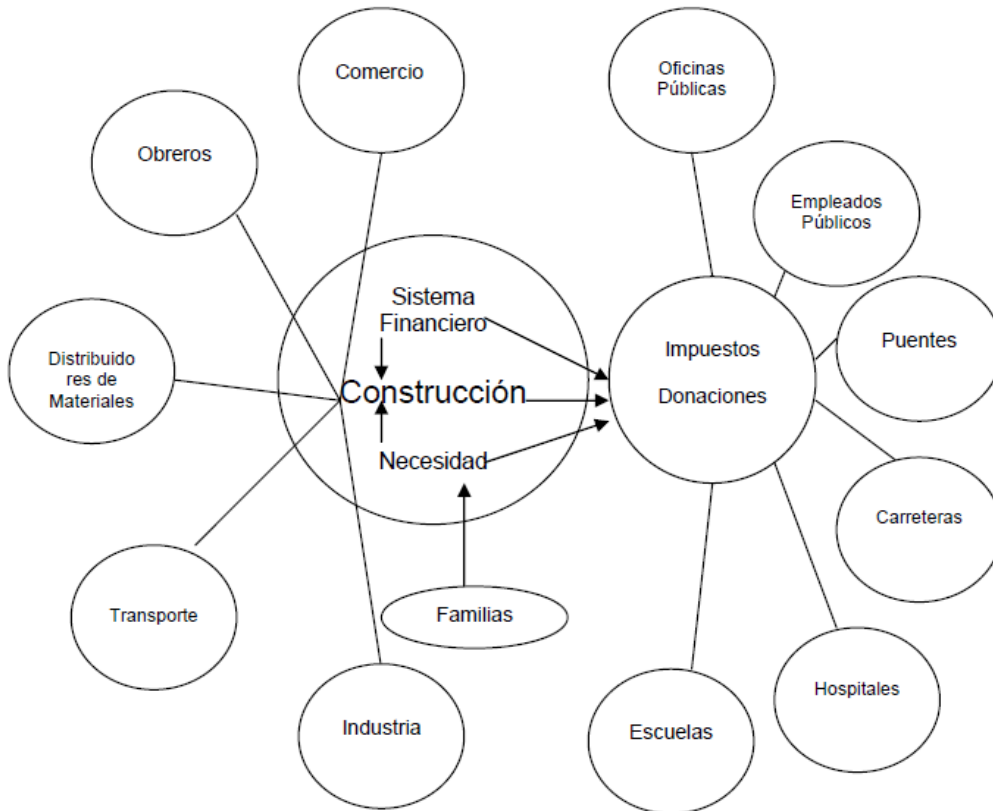 Comercio
Oficinas
Públicas
Obreros
Empleados
Públicos
Sistema
Financiero
Distribuido
res de
Materiales
Construcción
Impuestos
Donaciones
Puentes
Necesidad
Carreteras
Transporte
Familias
Hospitales
Industria
Escuelas